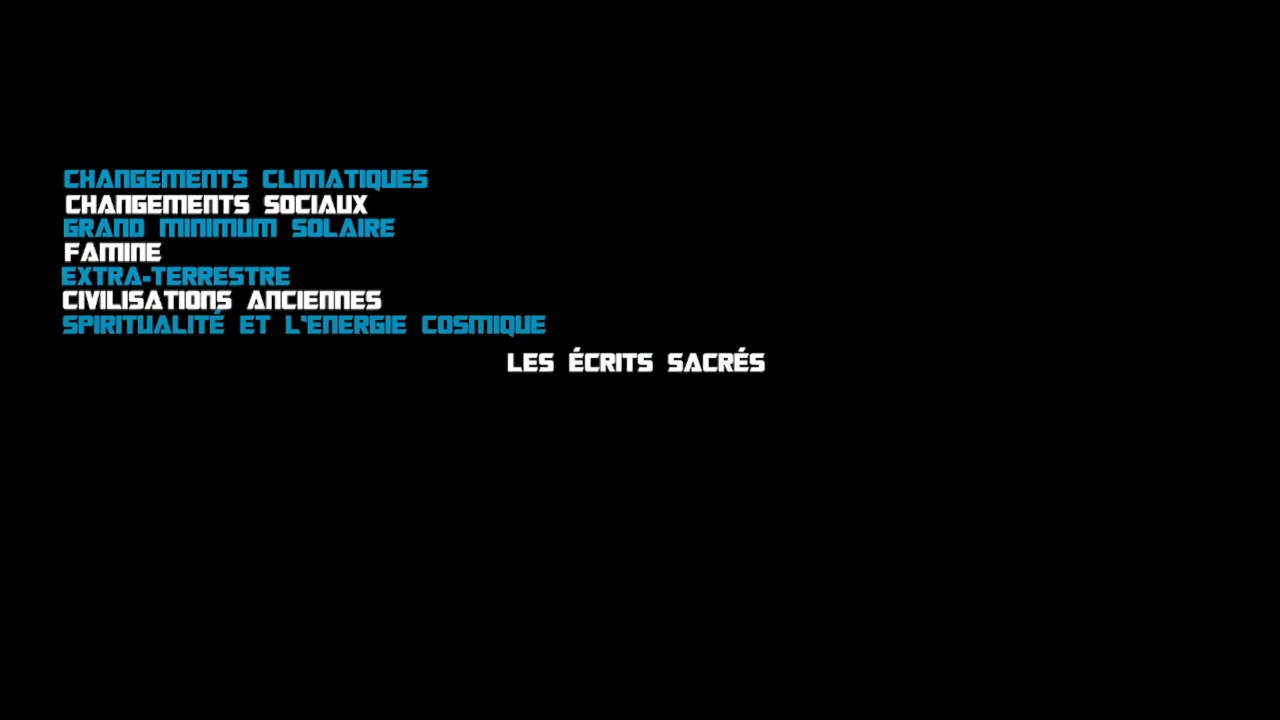 CHANGEMENTS CLIMATIQUES
CHANGEMENTS SOCIAUX
GRAND MINIMUM SOLAIRE
FAMINE
EXTRA-TERRESTRE
CIVILISATIONS ANCIENNES
SPIRITUALITÉ ET L'ENERGIE COSMIQUE
LES ÉCRITS SACRÉS